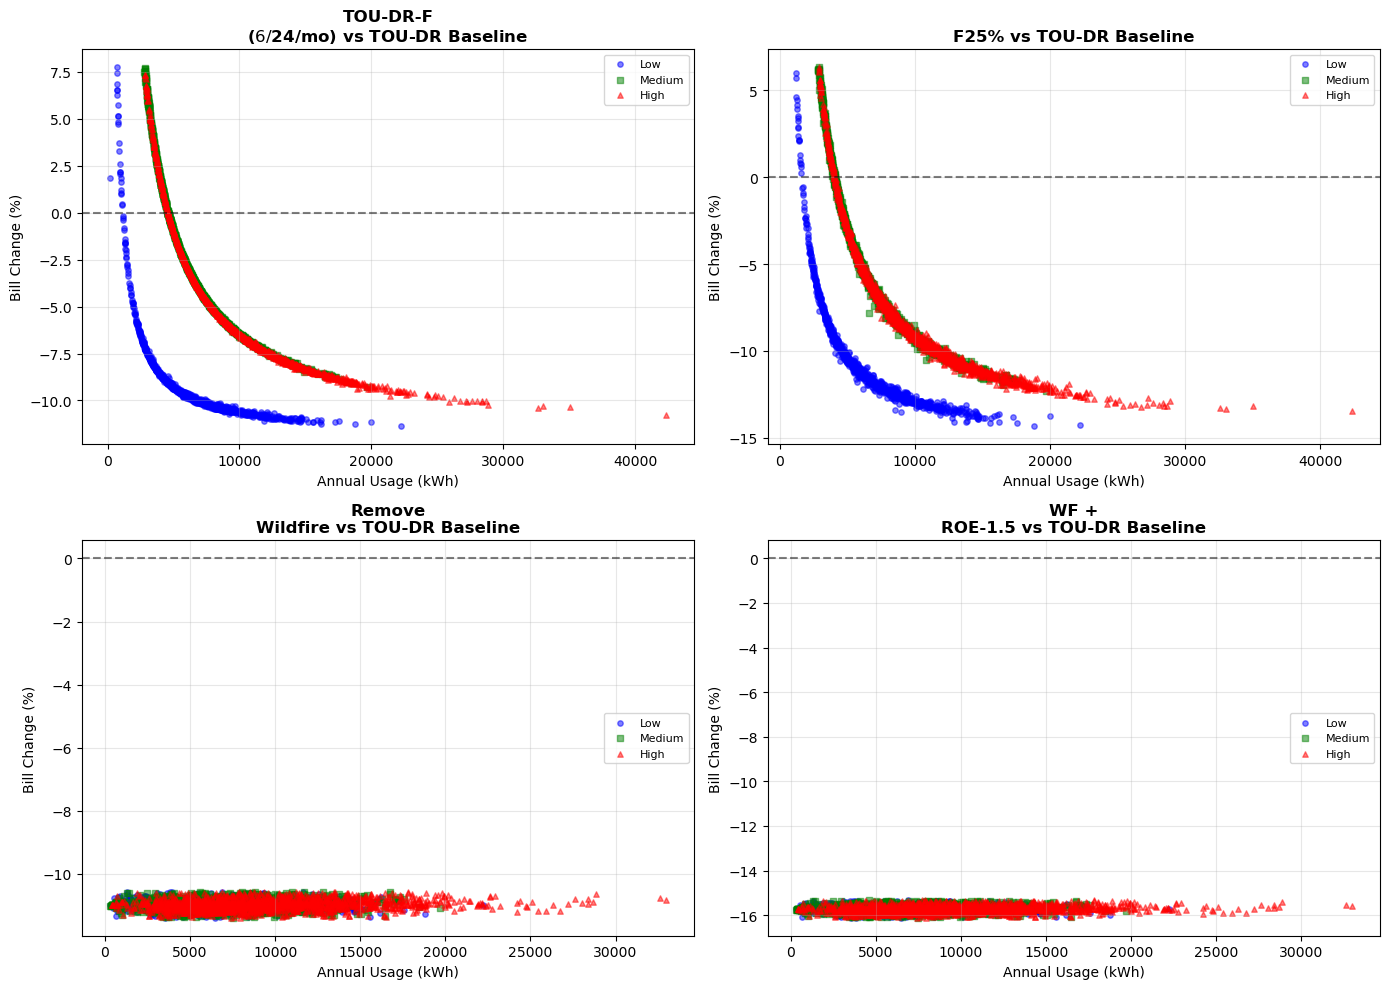 TOU-DR-F
(6/24/mo) vs TOU-DR Baseline
Bill Change (%)
7.5
5.0
2.5
0.0
−2.5
−5.0
−7.5
−10.0
Low
Medium
High
0 10000 20000 30000 40000
Annual Usage (kWh)
F25% vs TOU-DR Baseline
Bill Change (%)
5
0
−5
−10
−15
Low
Medium
High
0 10000 20000 30000 40000
Annual Usage (kWh)
Remove
Wildfire vs TOU-DR Baseline
Bill Change (%)
0
−2
−4
−6
−8
−10
Low
Medium
High
0 5000 10000 15000 20000 25000 30000
Annual Usage (kWh)
WF +
ROE-1.5 vs TOU-DR Baseline
Bill Change (%)
0
−2
−4
−6
−8
−10
−12
−14
−16
Low
Medium
High
0 5000 10000 15000 20000 25000 30000
Annual Usage (kWh)